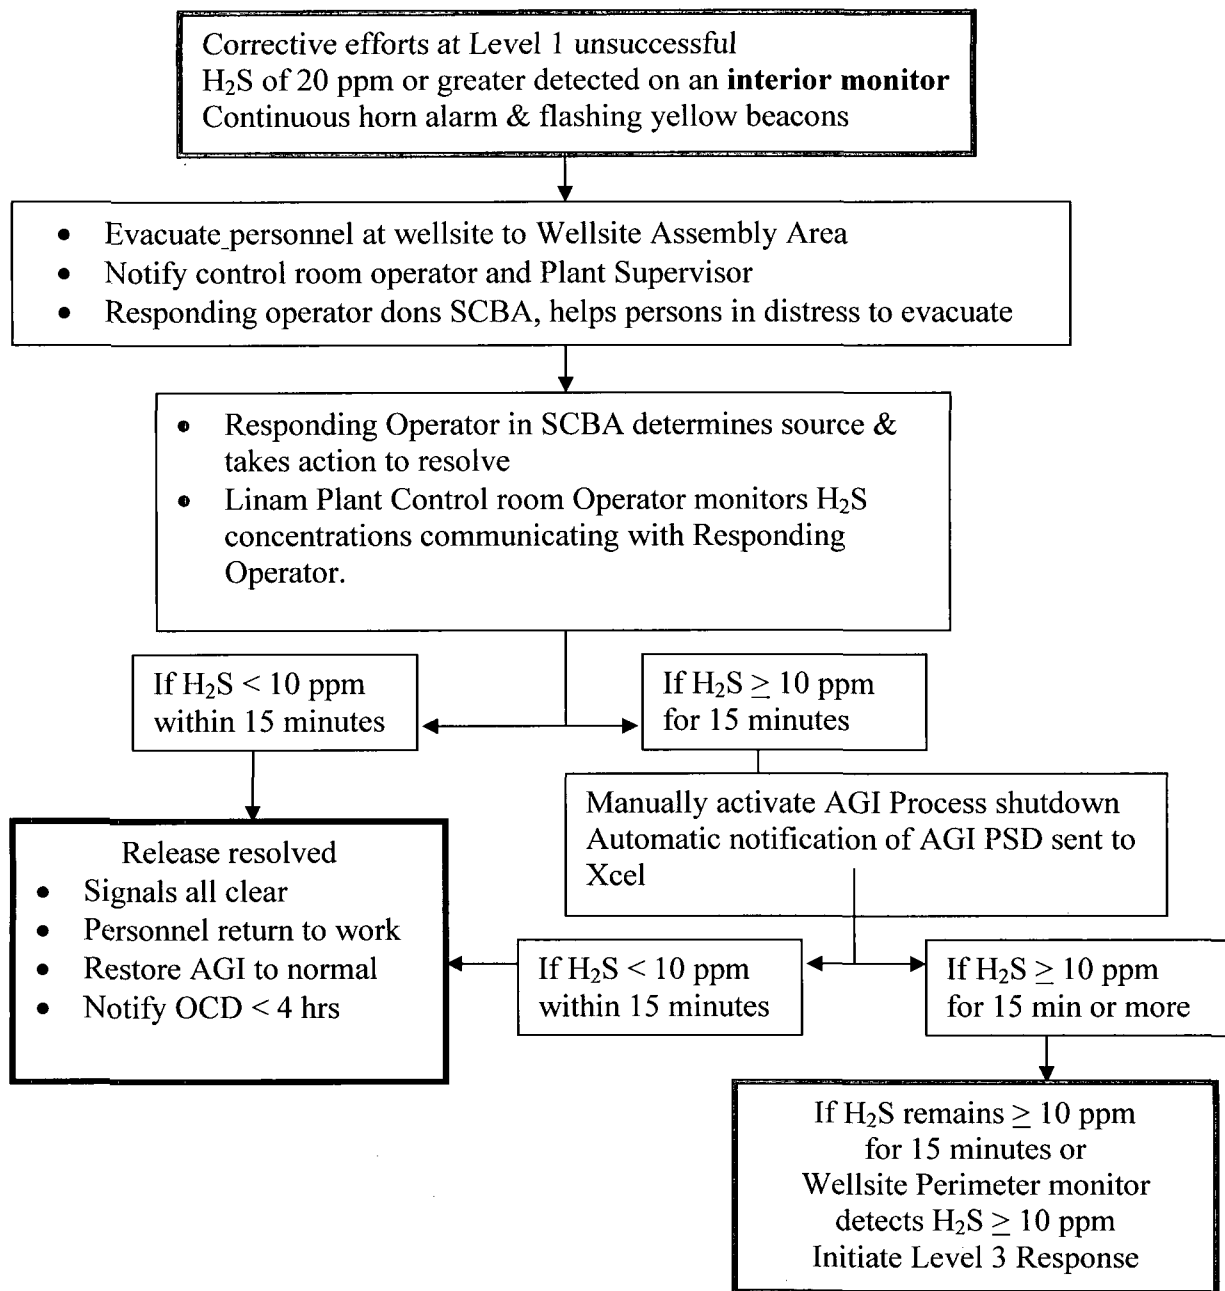 Corrective efforts at Level 1 unsuccessful
H₂S of 20 ppm or greater detected on an interior monitor
Continuous horn alarm & flashing yellow beacons
• Evacuate personnel at wellsite to Wellsite Assembly Area
• Notify control room operator and Plant Supervisor
• Responding operator dons SCBA, helps persons in distress to evacuate
• Responding Operator in SCBA determines source &
takes action to resolve
• Linam Plant Control room Operator monitors H₂S
concentrations communicating with Responding
Operator.
If H₂S < 10 ppm
within 15 minutes
If H₂S ≥ 10 ppm
for 15 minutes
Manually activate AGI Process shutdown
Automatic notification of AGI PSD sent to
Xcel
Release resolved
• Signals all clear
• Personnel return to work
• Restore AGI to normal
• Notify OCD < 4 hrs
If H₂S < 10 ppm
within 15 minutes
If H₂S ≥ 10 ppm
for 15 min or more
If H₂S remains ≥ 10 ppm
for 15 minutes or
Wellsite Perimeter monitor
detects H₂S ≥ 10 ppm
Initiate Level 3 Response